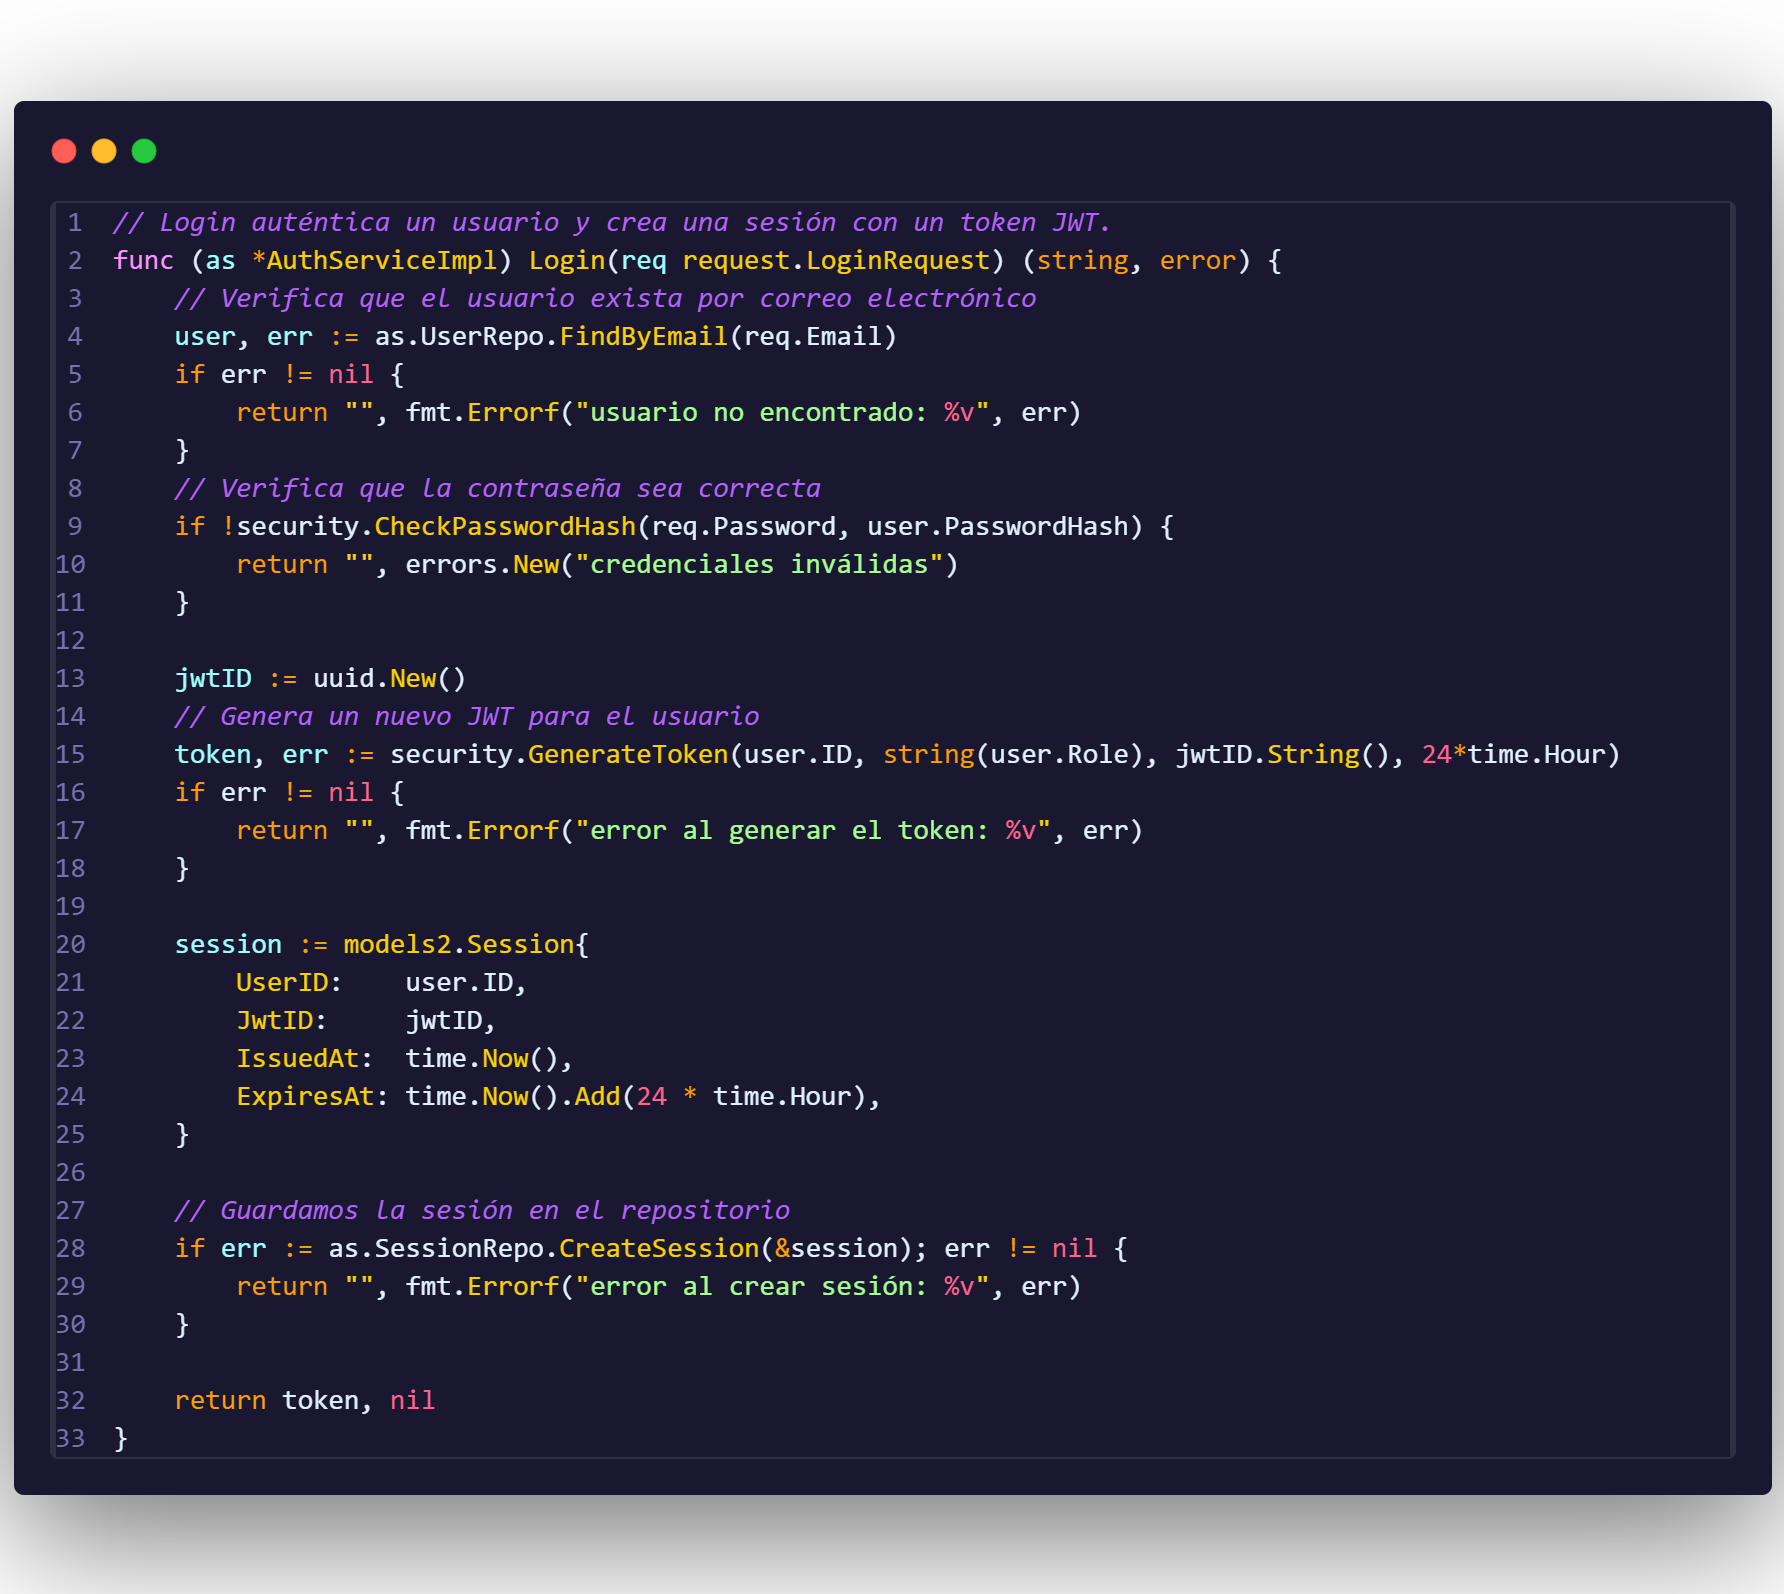 1 // Login auténtica un usuario y crea una sesión con un token JWT.
2 func (as *AuthServiceImpl) Login(req request.LoginRequest) (string, error) {
3     // Verifica que el usuario exista por correo electrónico
4     user, err := as.UserRepo.FindByEmail(req.Email)
5     if err != nil {
6         return "", fmt.Errorf("usuario no encontrado: %v", err)
7     }
8     // Verifica que la contraseña sea correcta
9     if !security.CheckPasswordHash(req.Password, user.PasswordHash) {
10         return "", errors.New("credenciales inválidas")
11     }
12
13     jwtID := uuid.New()
14     // Genera un nuevo JWT para el usuario
15     token, err := security.GenerateToken(user.ID, string(user.Role), jwtID.String(), 24*time.Hour)
16     if err != nil {
17         return "", fmt.Errorf("error al generar el token: %v", err)
18     }
19
20     session := models2.Session{
21         UserID:    user.ID,
22         JwtID:     jwtID,
23         IssuedAt:  time.Now(),
24         ExpiresAt: time.Now().Add(24 * time.Hour),
25     }
26
27     // Guardamos la sesión en el repositorio
28     if err := as.SessionRepo.CreateSession(&session); err != nil {
29         return "", fmt.Errorf("error al crear sesión: %v", err)
30     }
31
32     return token, nil
33 }